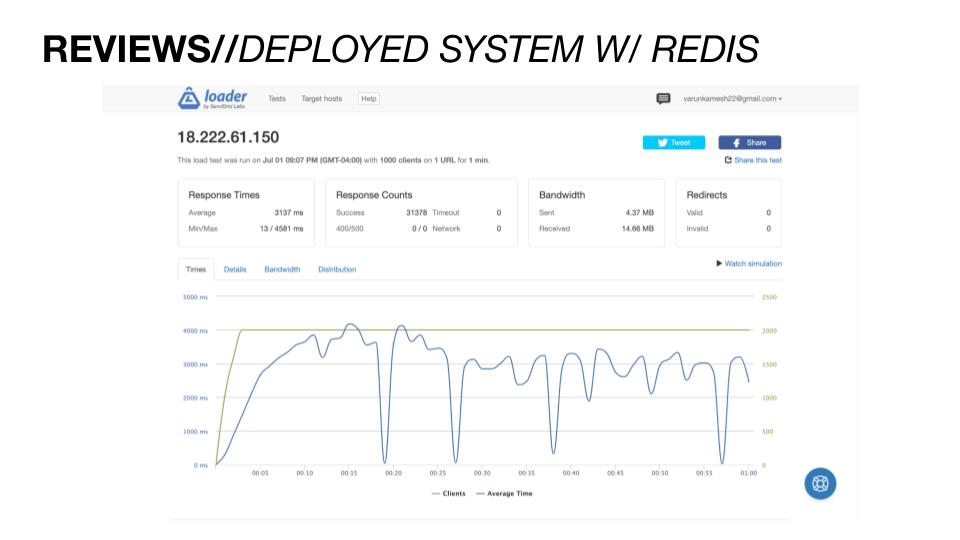 REVIEWS//DEPLOYED SYSTEM W/ REDIS
loader
by SendGrid Labs
Tests Target hosts Help
varunkamesh22@gmail.com
18.222.61.150
Tweet Share
This load test was run on Jul 01 09:07 PM (GMT-04:00) with 1000 clients on 1 URL for 1 min.
Share this test
Response Times
Average 3137 ms
Min/Max 13 / 4581 ms
Response Counts
Success 31378 Timeout 0
400/500 0 / 0 Network 0
Bandwidth
Sent 4.37 MB
Received 14.66 MB
Redirects
Valid 0
Invalid 0
Watch simulation
Times Details Bandwidth Distribution
5000 ms 2500
4000 ms 2000
3000 ms 1500
2000 ms 1000
1000 ms 500
0 ms 0
00:05 00:10 00:15 00:20 00:25 00:30 00:35 00:40 00:45 00:50 00:55 01:00
Clients Average Time